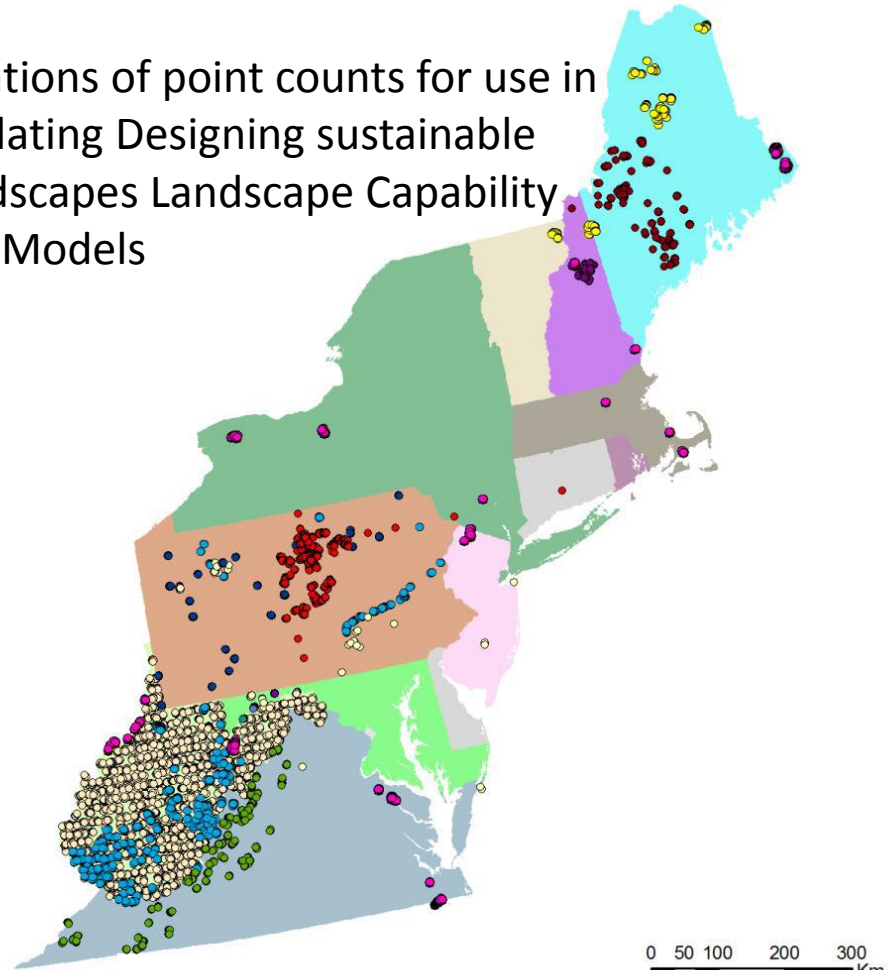 ations of point counts for use in
lating Designing sustainable
dscapes Landscape Capability
Models
0 50 100 200 300
Km